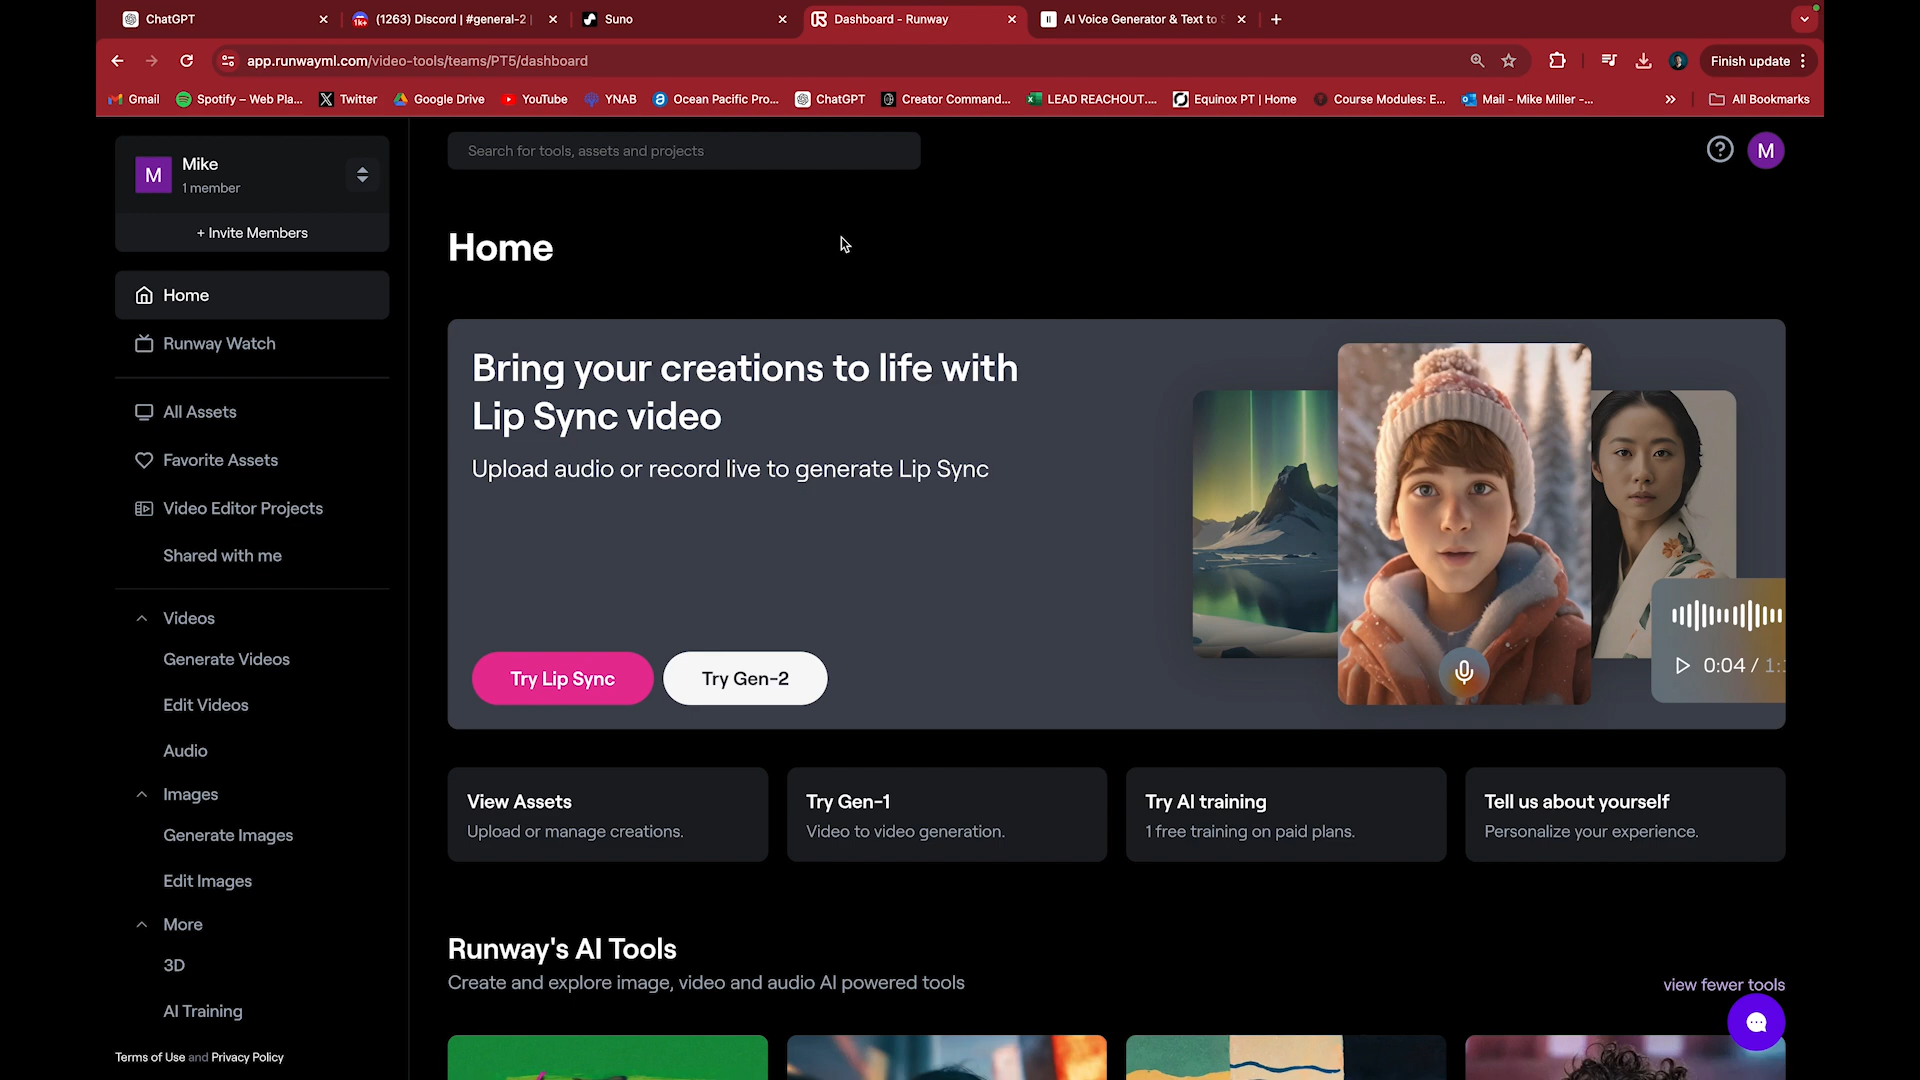 ChatGPT
(1263) Discord | #general-2 |
Suno
Dashboard - Runway
AI Voice Generator & Text to S
app.runwayml.com/video-tools/teams/PT5/dashboard
Finish update
Gmail
Spotify – Web Pla...
Twitter
Google Drive
YouTube
YNAB
Ocean Pacific Pro...
ChatGPT
Creator Command...
LEAD REACHOUT....
Equinox PT | Home
Course Modules: E...
Mail - Mike Miller -...
All Bookmarks
M
Mike
1 member
+ Invite Members
Search for tools, assets and projects
M
Home
Runway Watch
All Assets
Favorite Assets
Video Editor Projects
Shared with me
Videos
Generate Videos
Edit Videos
Audio
Images
Generate Images
Edit Images
More
3D
AI Training
Terms of Use and Privacy Policy
Home
Bring your creations to life with
Lip Sync video
Upload audio or record live to generate Lip Sync
Try Lip Sync
Try Gen-2
0:04 / 1:
View Assets
Upload or manage creations.
Try Gen-1
Video to video generation.
Try AI training
1 free training on paid plans.
Tell us about yourself
Personalize your experience.
Runway's AI Tools
Create and explore image, video and audio AI powered tools
view fewer tools